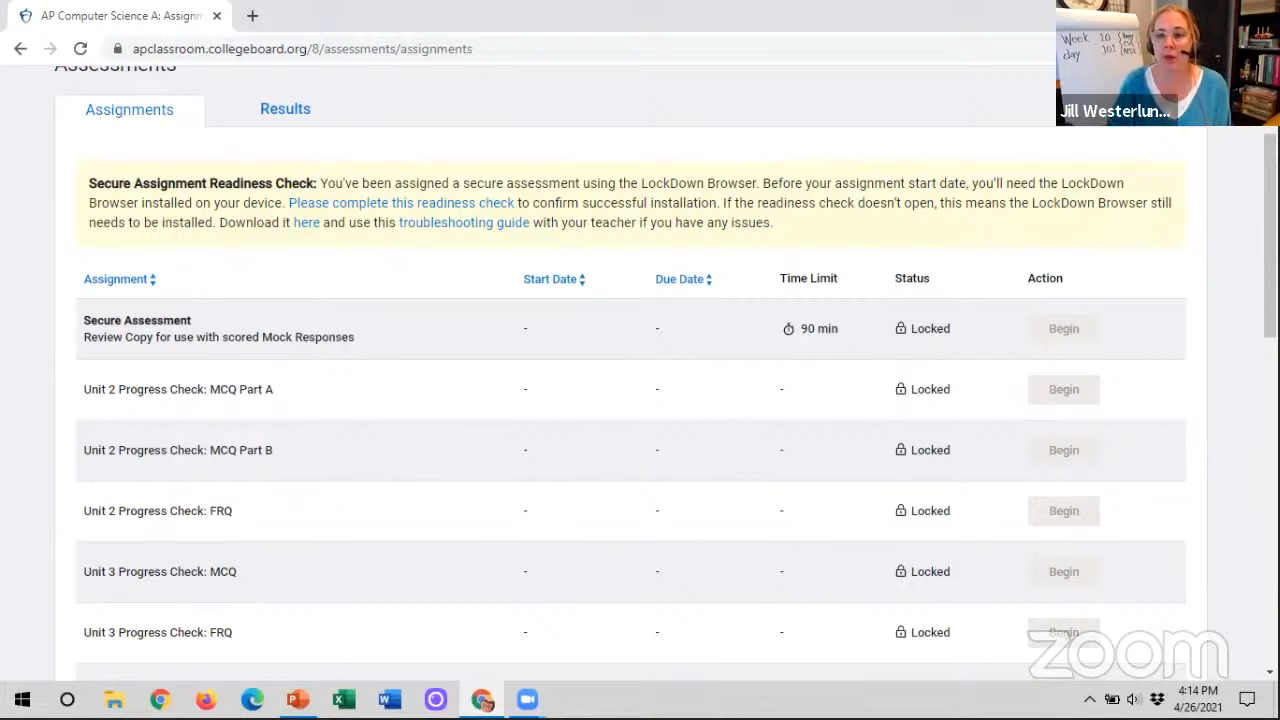 AP Computer Science A: Assignm
apclassroom.collegeboard.org/8/assessments/assignments
Week 10
day 101
Jill Westerlun...
Assessments
Assignments Results
Secure Assignment Readiness Check: You've been assigned a secure assessment using the LockDown Browser. Before your assignment start date, you'll need the LockDown
Browser installed on your device. Please complete this readiness check to confirm successful installation. If the readiness check doesn't open, this means the LockDown Browser still
needs to be installed. Download it here and use this troubleshooting guide with your teacher if you have any issues.
Assignment Start Date Due Date Time Limit Status Action
Secure Assessment
Review Copy for use with scored Mock Responses - - 90 min Locked Begin
Unit 2 Progress Check: MCQ Part A - - - Locked Begin
Unit 2 Progress Check: MCQ Part B - - - Locked Begin
Unit 2 Progress Check: FRQ - - - Locked Begin
Unit 3 Progress Check: MCQ - - - Locked Begin
Unit 3 Progress Check: FRQ - - - Locked Begin
zoom
4:14 PM
4/26/2021